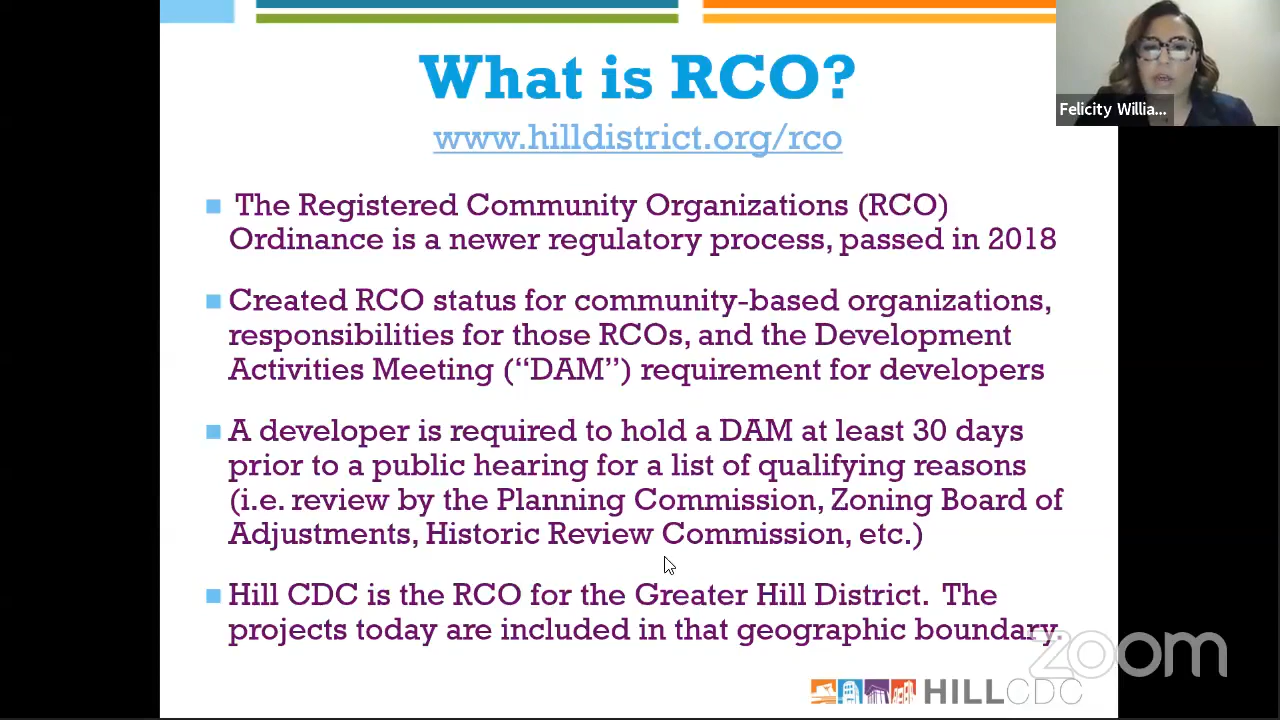 What is RCO?
www.hilldistrict.org/rco
Felicity Willia...
The Registered Community Organizations (RCO)
Ordinance is a newer regulatory process, passed in 2018
Created RCO status for community-based organizations,
responsibilities for those RCOs, and the Development
Activities Meeting (“DAM”) requirement for developers
A developer is required to hold a DAM at least 30 days
prior to a public hearing for a list of qualifying reasons
(i.e. review by the Planning Commission, Zoning Board of
Adjustments, Historic Review Commission, etc.)
Hill CDC is the RCO for the Greater Hill District. The
projects today are included in that geographic boundary.
zoom
HILLCDC